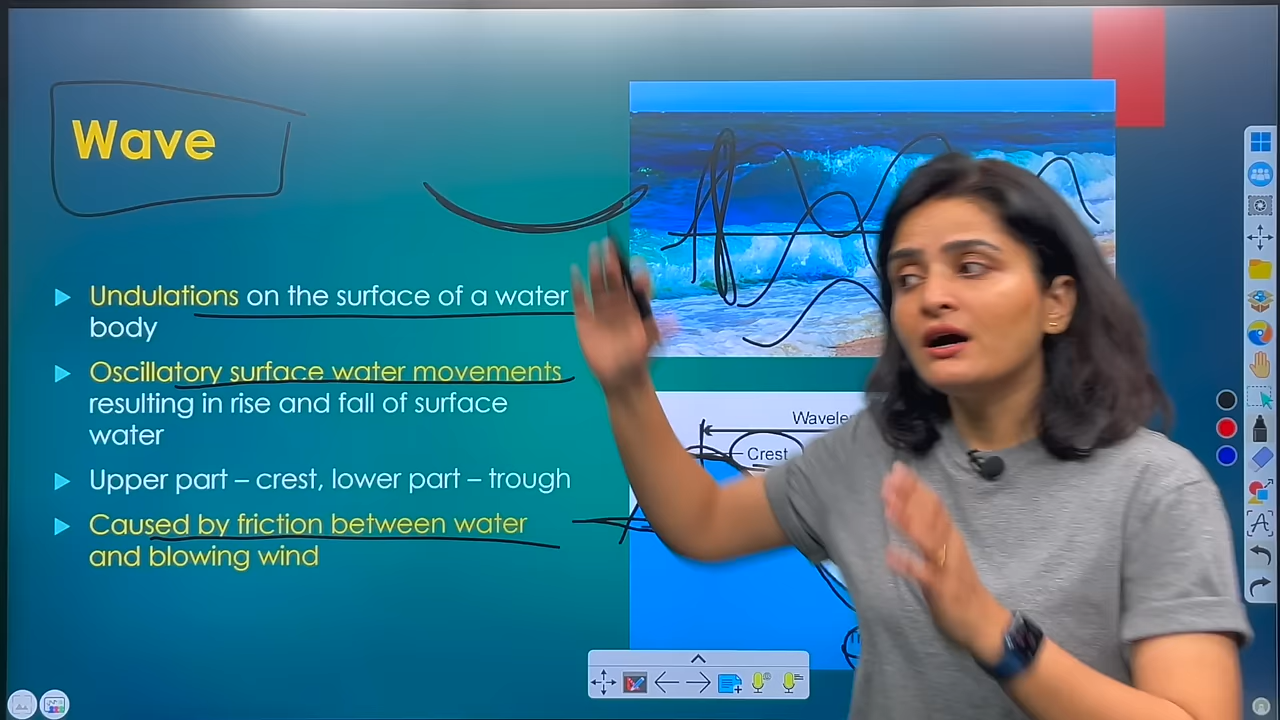 Wave
Undulations on the surface of a water
body
Oscillatory surface water movements
resulting in rise and fall of surface
water
Upper part – crest, lower part – trough
Caused by friction between water
and blowing wind
Crest